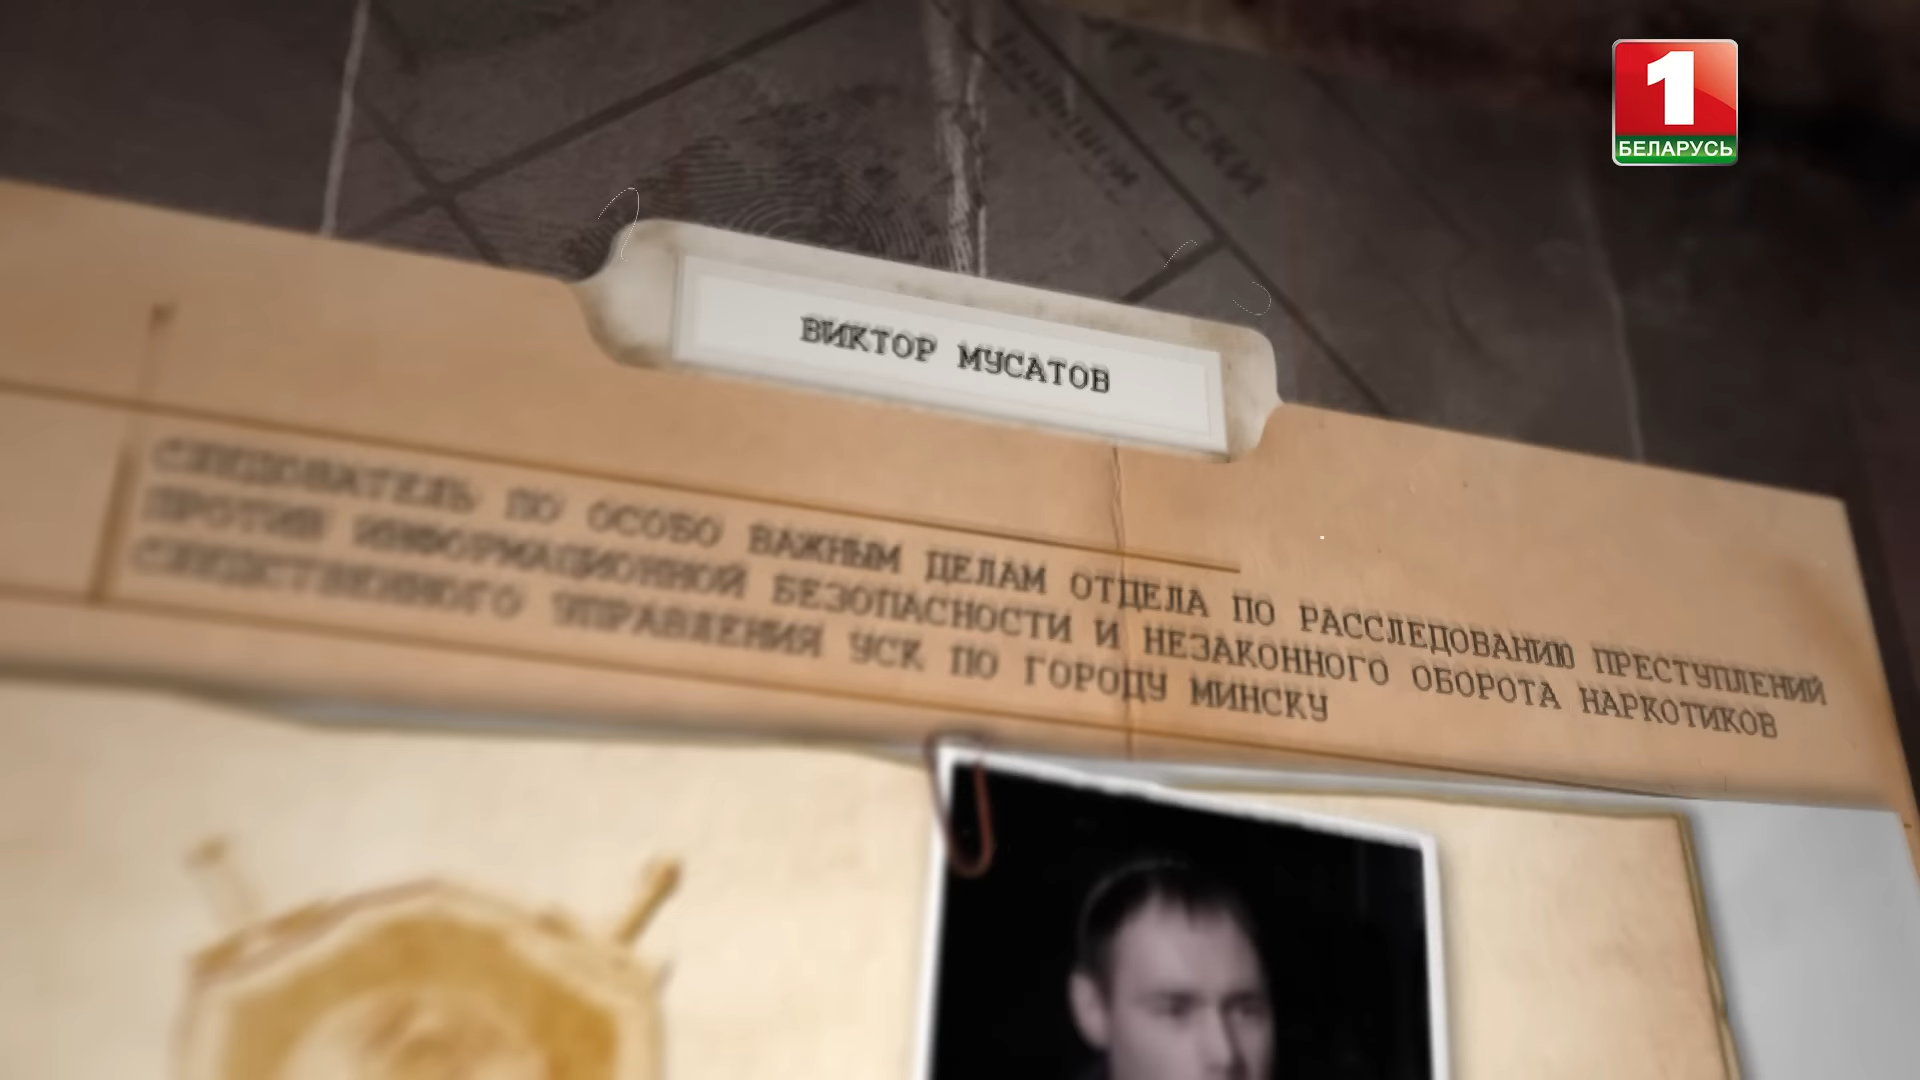 1
БЕЛАРУСЬ
ТИСКИ
ВИКТОР МУСАТОВ
СЛЕДОВАТЕЛЬ ПО ОСОБО ВАЖНЫМ ДЕЛАМ ОТДЕЛА ПО РАССЛЕДОВАНИЮ ПРЕСТУПЛЕНИЙ
ПРОТИВ ИНФОРМАЦИОННОЙ БЕЗОПАСНОСТИ И НЕЗАКОННОГО ОБОРОТА НАРКОТИКОВ
СЛЕДСТВЕННОГО УПРАВЛЕНИЯ УСК ПО ГОРОДУ МИНСКУ